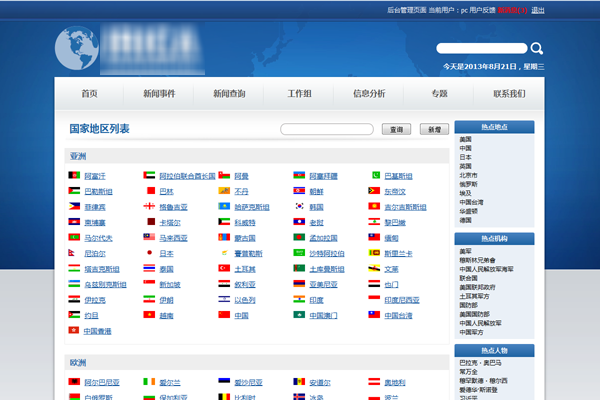 后台管理页面 当前用户：pc 用户反馈 退出
今天是2013年8月21日，星期三
首页 新闻事件 新闻查询 工作组 信息分析 专题 联系我们
国家地区列表 查询 新增
亚洲
阿富汗 阿拉伯联合酋长国 阿曼 阿塞拜疆 巴基斯坦
巴勒斯坦 巴林 不丹 朝鲜 东帝汶
菲律宾 格鲁吉亚 哈萨克斯坦 韩国 吉尔吉斯斯坦
柬埔寨 卡塔尔 科威特 老挝 黎巴嫩
马尔代夫 马来西亚 蒙古国 孟加拉国 缅甸
尼泊尔 日本 塞普勒斯 沙特阿拉伯 斯里兰卡
塔吉克斯坦 泰国 土耳其 土库曼斯坦 文莱
乌兹别克斯坦 新加坡 叙利亚 亚美尼亚 也门
伊拉克 伊朗 以色列 印度 印度尼西亚
约旦 越南 中国 中国澳门 中国台湾
中国香港
欧洲
阿尔巴尼亚 爱尔兰 爱沙尼亚 安道尔 奥地利
白俄罗斯 保加利亚 比利时 冰岛 波兰
热点地点
美国
中国
日本
英国
北京市
俄罗斯
埃及
中国台湾
华盛顿
德国
热点机构
美军
穆斯林兄弟会
中国人民解放军海军
联合国
美国联邦政府
土耳其军方
国防部
美国国防部
中国人民解放军
中国军方
热点人物
巴拉克·奥巴马
常万全
穆罕默德·穆尔西
爱德华·斯诺登
习近平